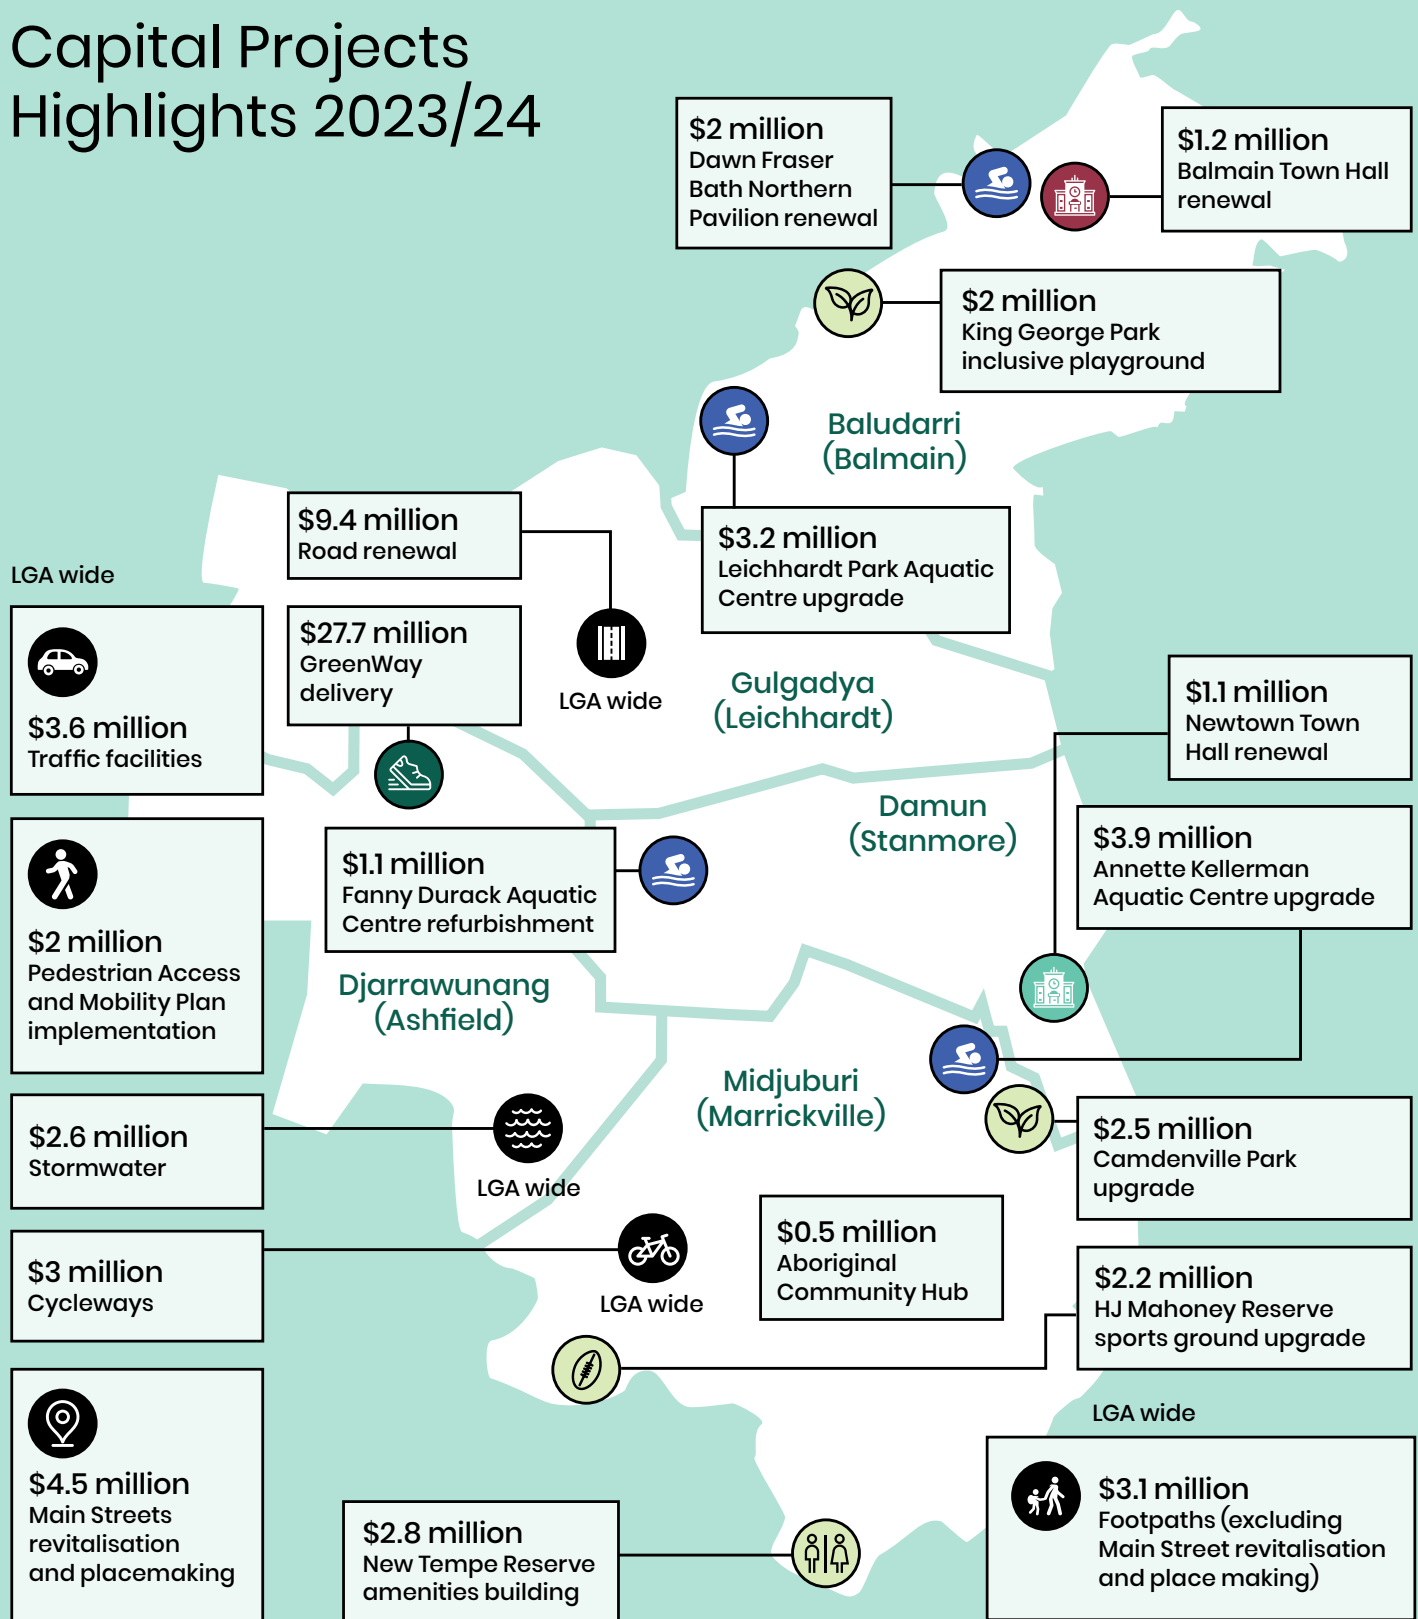 Capital Projects
Highlights 2023/24
$2 million
Dawn Fraser
Bath Northern
Pavilion renewal
$1.2 million
Balmain Town Hall
renewal
$2 million
King George Park
inclusive playground
Baludarri
(Balmain)
$9.4 million
Road renewal
LGA wide
$3.2 million
Leichhardt Park Aquatic
Centre upgrade
LGA wide
$3.6 million
Traffic facilities
$27.7 million
GreenWay
delivery
Gulgadya
(Leichhardt)
$1.1 million
Newtown Town
Hall renewal
Damun
(Stanmore)
$3.9 million
Annette Kellerman
Aquatic Centre upgrade
$1.1 million
Fanny Durack Aquatic
Centre refurbishment
$2 million
Pedestrian Access
and Mobility Plan
implementation
Djarrawunang
(Ashfield)
Midjuburi
(Marrickville)
$2.6 million
Stormwater
LGA wide
$2.5 million
Camdenville Park
upgrade
$3 million
Cycleways
LGA wide
$0.5 million
Aboriginal
Community Hub
$2.2 million
HJ Mahoney Reserve
sports ground upgrade
$4.5 million
Main Streets
revitalisation
and placemaking
$2.8 million
New Tempe Reserve
amenities building
LGA wide
$3.1 million
Footpaths (excluding
Main Street revitalisation
and place making)